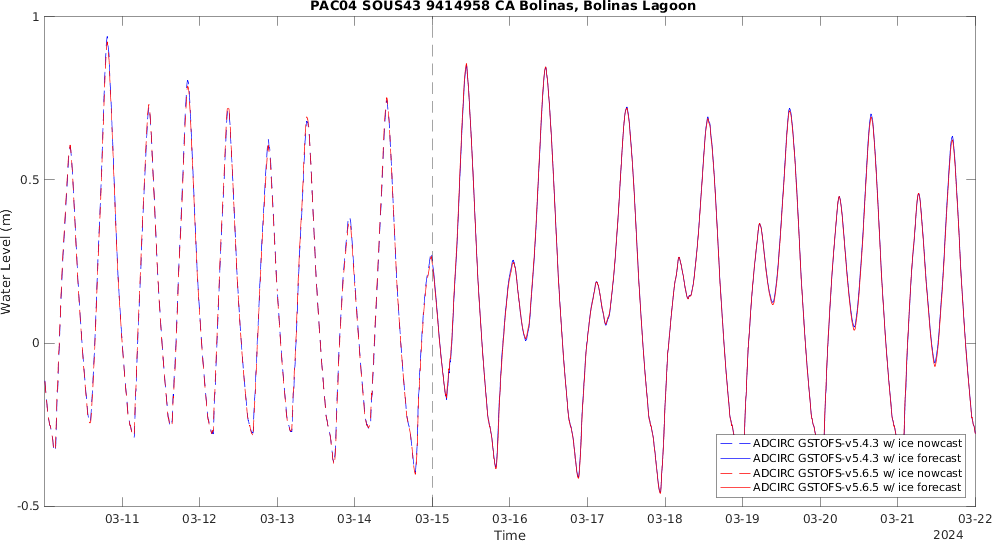 PAC04 SOUS43 9414958 CA Bolinas, Bolinas Lagoon
1
0.5
0
-0.5
Water Level (m)
ADCIRC GSTOFS-v5.4.3 w/ ice nowcast
ADCIRC GSTOFS-v5.4.3 w/ ice forecast
ADCIRC GSTOFS-v5.6.5 w/ ice nowcast
ADCIRC GSTOFS-v5.6.5 w/ ice forecast
03-11 03-12 03-13 03-14 03-15 03-16 03-17 03-18 03-19 03-20 03-21 03-22
Time
2024